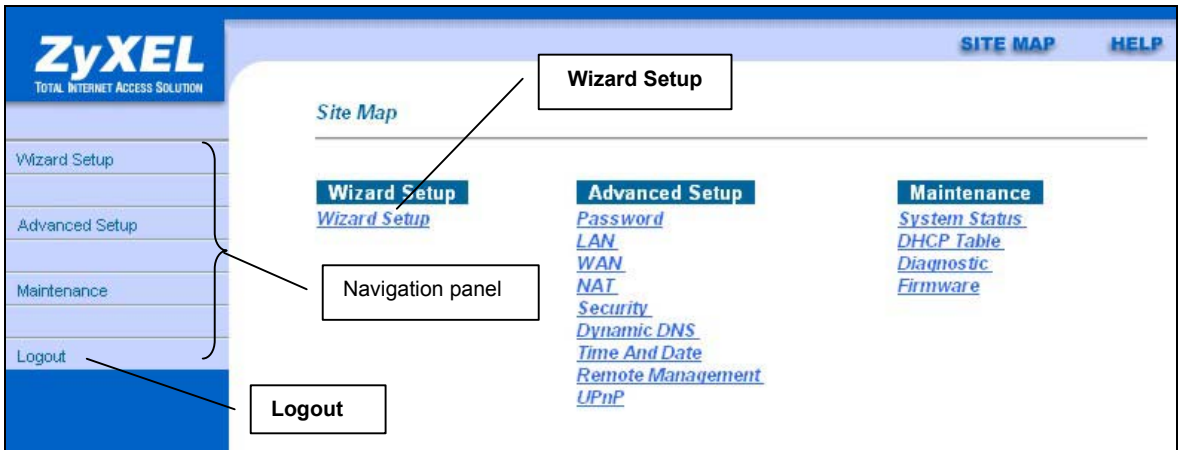 ZyXEL
TOTAL INTERNET ACCESS SOLUTION
SITE MAP HELP
Wizard Setup
Site Map
Wizard Setup
Advanced Setup
Maintenance
Logout
Navigation panel
Logout
Wizard Setup
Wizard Setup
Advanced Setup
Password
LAN
WAN
NAT
Security
Dynamic DNS
Time And Date
Remote Management
UPnP
Maintenance
System Status
DHCP Table
Diagnostic
Firmware